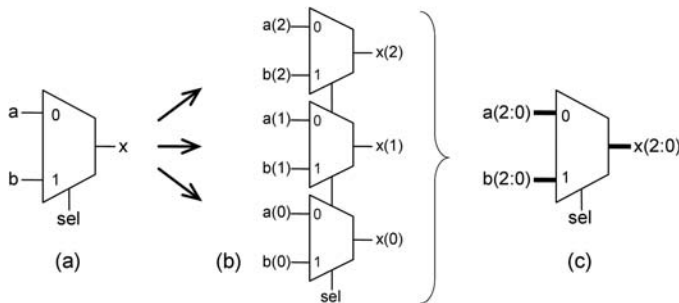 a
0
b
1
x
sel
(a)
a(2)
0
b(2)
1
x(2)
a(1)
0
b(1)
1
x(1)
a(0)
0
b(0)
1
x(0)
sel
(b)
a(2:0)
0
b(2:0)
1
x(2:0)
sel
(c)